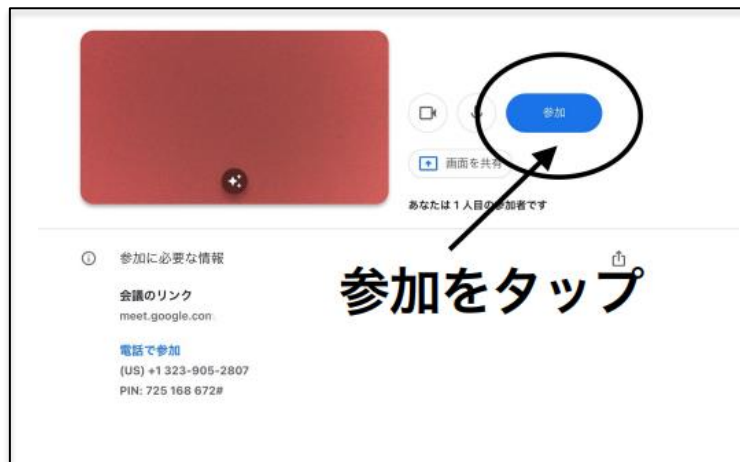 参加
画面を共有
あなたは1人目の参加者です
参加に必要な情報
参加をタップ
会議のリンク
meet.google.con
電話で参加
(US) +1 323-905-2807
PIN: 725 168 672#